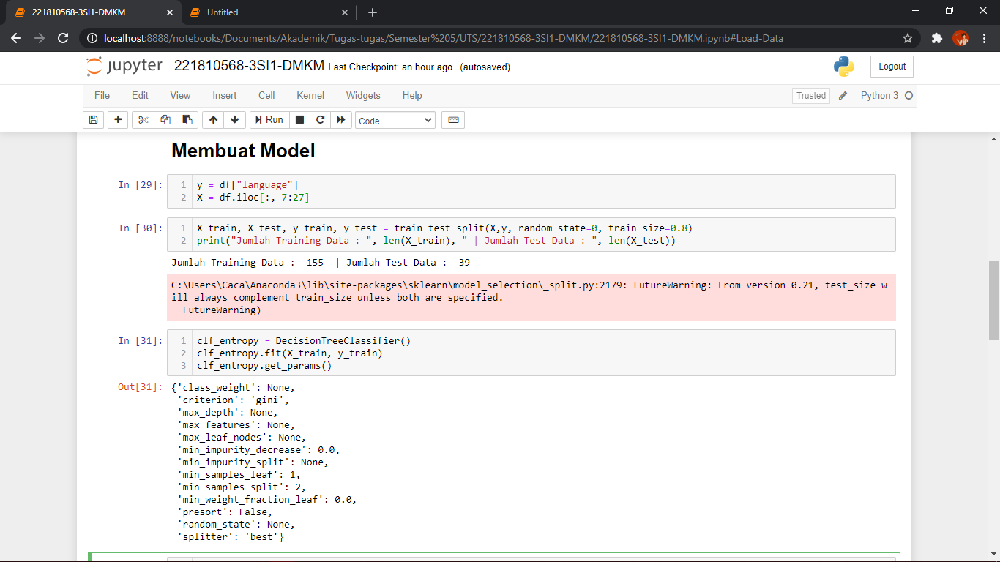 221810568-3SI1-DMKM
Untitled
localhost:8888/notebooks/Documents/Akademik/Tugas-tugas/Semester%205/UTS/221810568-3SI1-DMKM/221810568-3SI1-DMKM.ipynb#Load-Data
jupyter 221810568-3SI1-DMKM Last Checkpoint: an hour ago (autosaved)
Logout
File Edit View Insert Cell Kernel Widgets Help
Trusted
Python 3
Run
Code
Membuat Model
In [29]:
1 y = df["language"]
2 X = df.iloc[:, 7:27]
In [30]:
1 X_train, X_test, y_train, y_test = train_test_split(X,y, random_state=0, train_size=0.8)
2 print("Jumlah Training Data : ", len(X_train), " | Jumlah Test Data : ", len(X_test))
Jumlah Training Data :  155  | Jumlah Test Data :  39
C:\Users\Caca\Anaconda3\lib\site-packages\sklearn\model_selection\_split.py:2179: FutureWarning: From version 0.21, test_size w
ill always complement train_size unless both are specified.
  FutureWarning)
In [31]:
1 clf_entropy = DecisionTreeClassifier()
2 clf_entropy.fit(X_train, y_train)
3 clf_entropy.get_params()
Out[31]:
{'class_weight': None,
 'criterion': 'gini',
 'max_depth': None,
 'max_features': None,
 'max_leaf_nodes': None,
 'min_impurity_decrease': 0.0,
 'min_impurity_split': None,
 'min_samples_leaf': 1,
 'min_samples_split': 2,
 'min_weight_fraction_leaf': 0.0,
 'presort': False,
 'random_state': None,
 'splitter': 'best'}